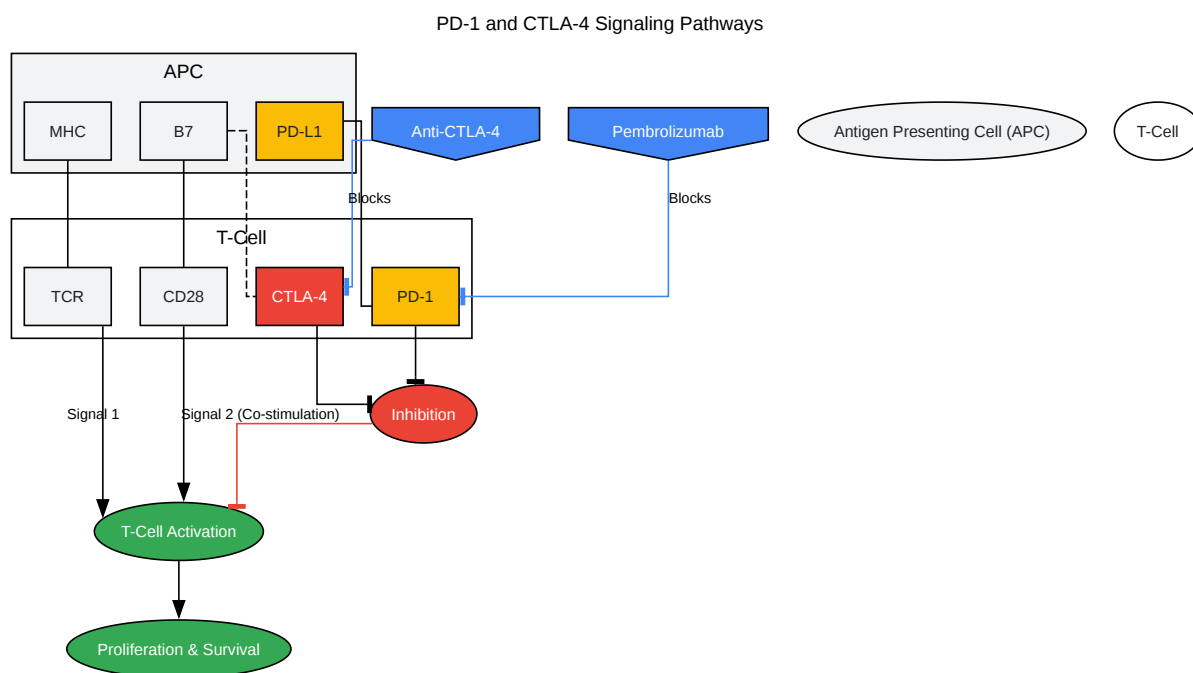 PD-1 and CTLA-4 Signaling Pathways
APC
MHC
B7
PD-L1
Anti-CTLA-4
Pembrolizumab
Antigen Presenting Cell (APC)
T-Cell
Blocks
Blocks
T-Cell
TCR
CD28
CTLA-4
PD-1
Signal 1
Signal 2 (Co-stimulation)
Inhibition
T-Cell Activation
Proliferation & Survival